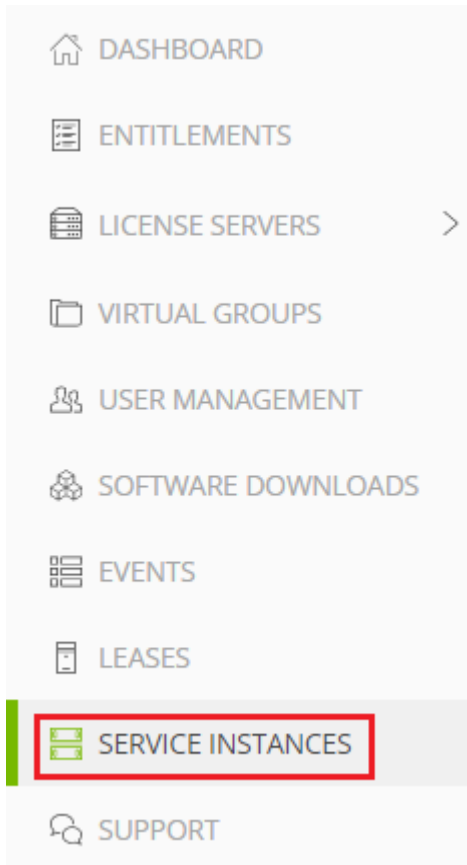 DASHBOARD
ENTITLEMENTS
LICENSE SERVERS
VIRTUAL GROUPS
USER MANAGEMENT
SOFTWARE DOWNLOADS
EVENTS
LEASES
SERVICE INSTANCES
SUPPORT